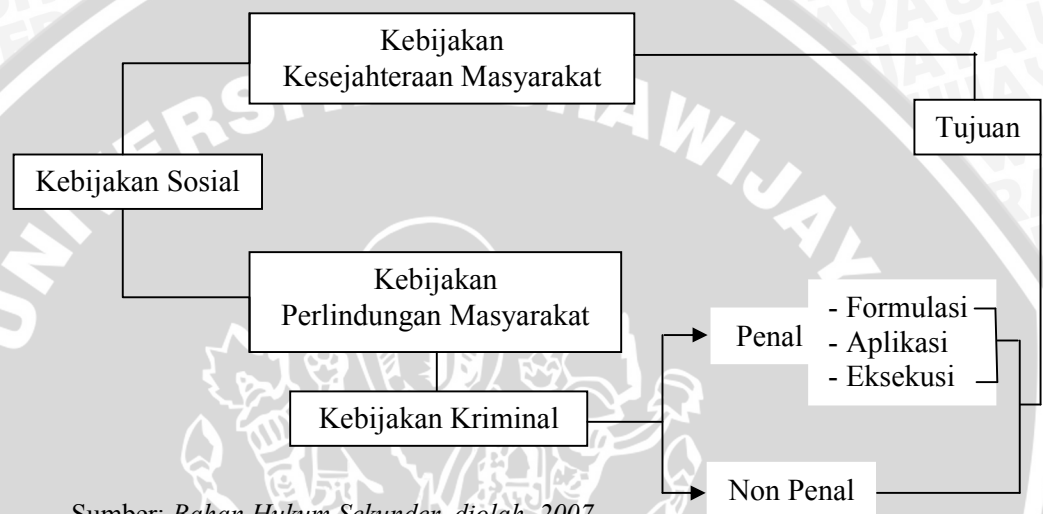 Kebijakan
Kesejahteraan Masyarakat
Tujuan
Kebijakan Sosial
Kebijakan
Perlindungan Masyarakat
Penal
- Formulasi
- Aplikasi
- Eksekusi
Kebijakan Kriminal
Non Penal
Sumber: Bahan Hukum Sekunder, diolah, 2007